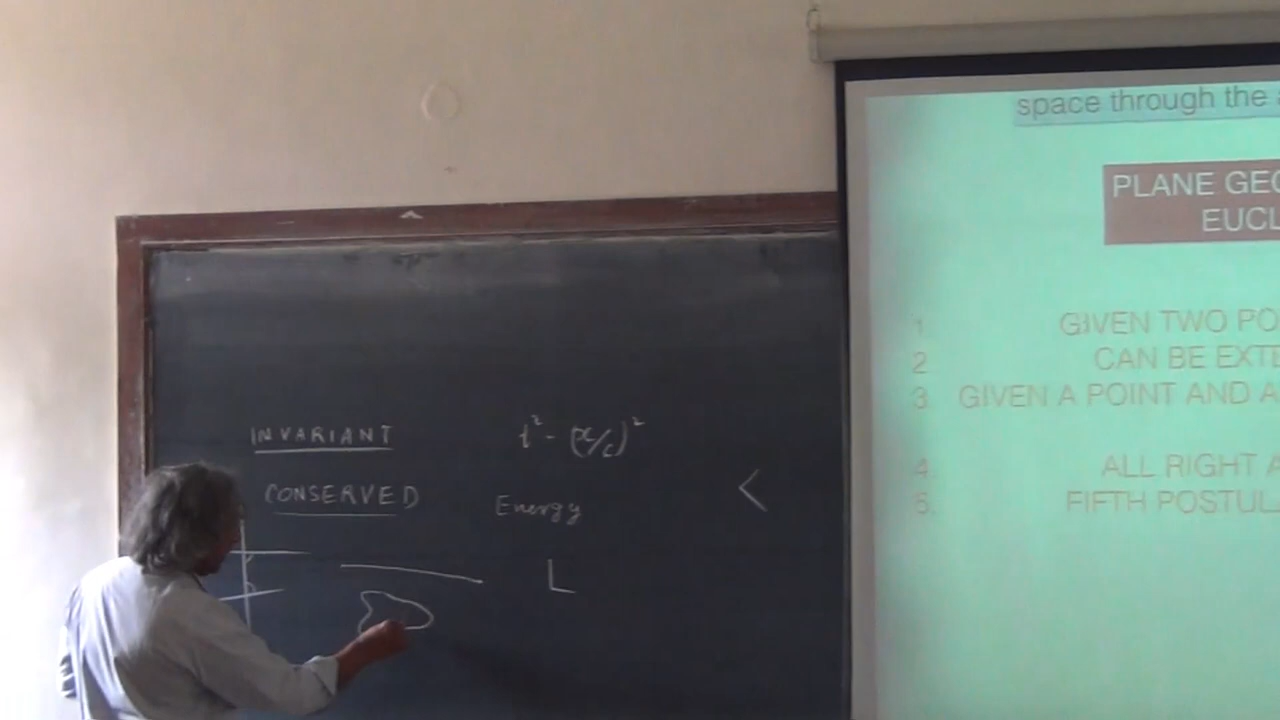 INVARIANT t² - (x/c)²
CONSERVED Energy
space through the
PLANE GEO
EUCL
1 GIVEN TWO PO
2 CAN BE EXTE
3. GIVEN A POINT AND A
4. ALL RIGHT A
5. FIFTH POSTUL